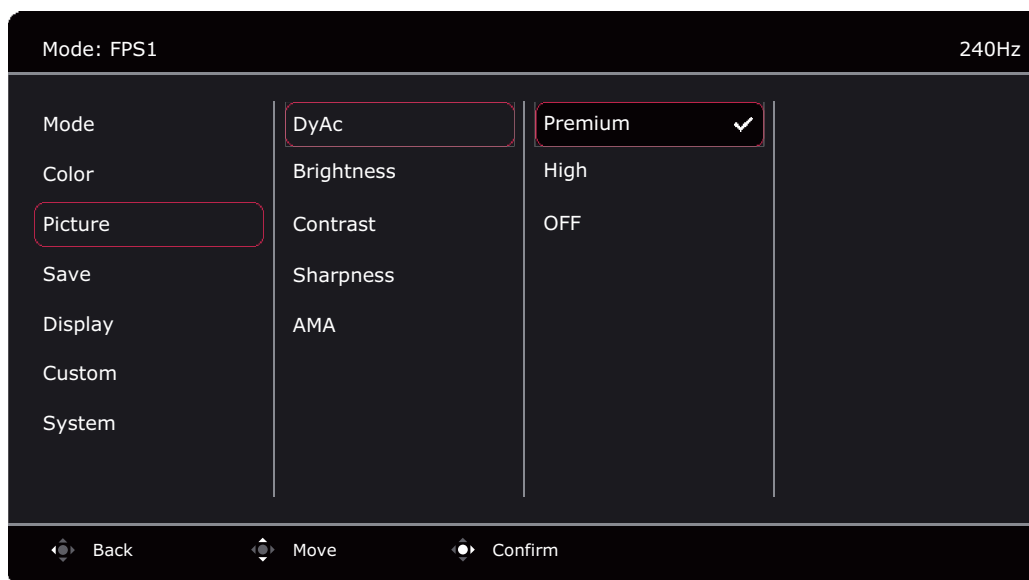 Mode: FPS1 240Hz
Mode
Color
Picture
Save
Display
Custom
System
DyAc
Brightness
Contrast
Sharpness
AMA
Premium
High
OFF
Back Move Confirm